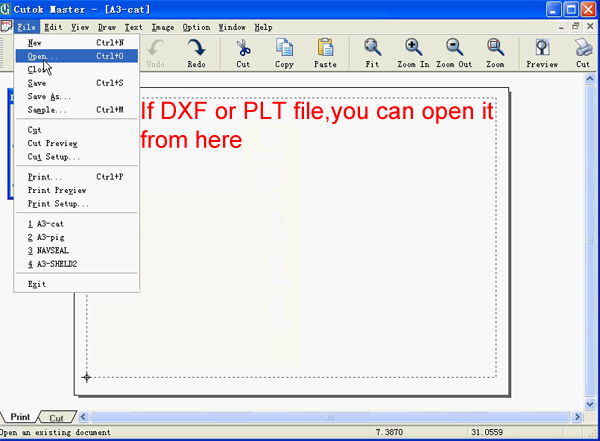 Cutok Master - [A3-cat]
File Edit View Draw Text Image Option Window Help
New Ctrl+N
Open... Ctrl+O
Close
Save Ctrl+S
Save As...
Sample... Ctrl+M
Cut
Cut Preview
Cut Setup...
Print... Ctrl+P
Print Preview
Print Setup...
1 A3-cat
2 A3-pig
3 NAVSEAL
4 A3-SHELD2
Exit
Undo Redo Cut Copy Paste Fit Zoom In Zoom Out Zoom Preview Cut
If DXF or PLT file,you can open it
from here
Print Cut
Open an existing document 7.3870 31.0559